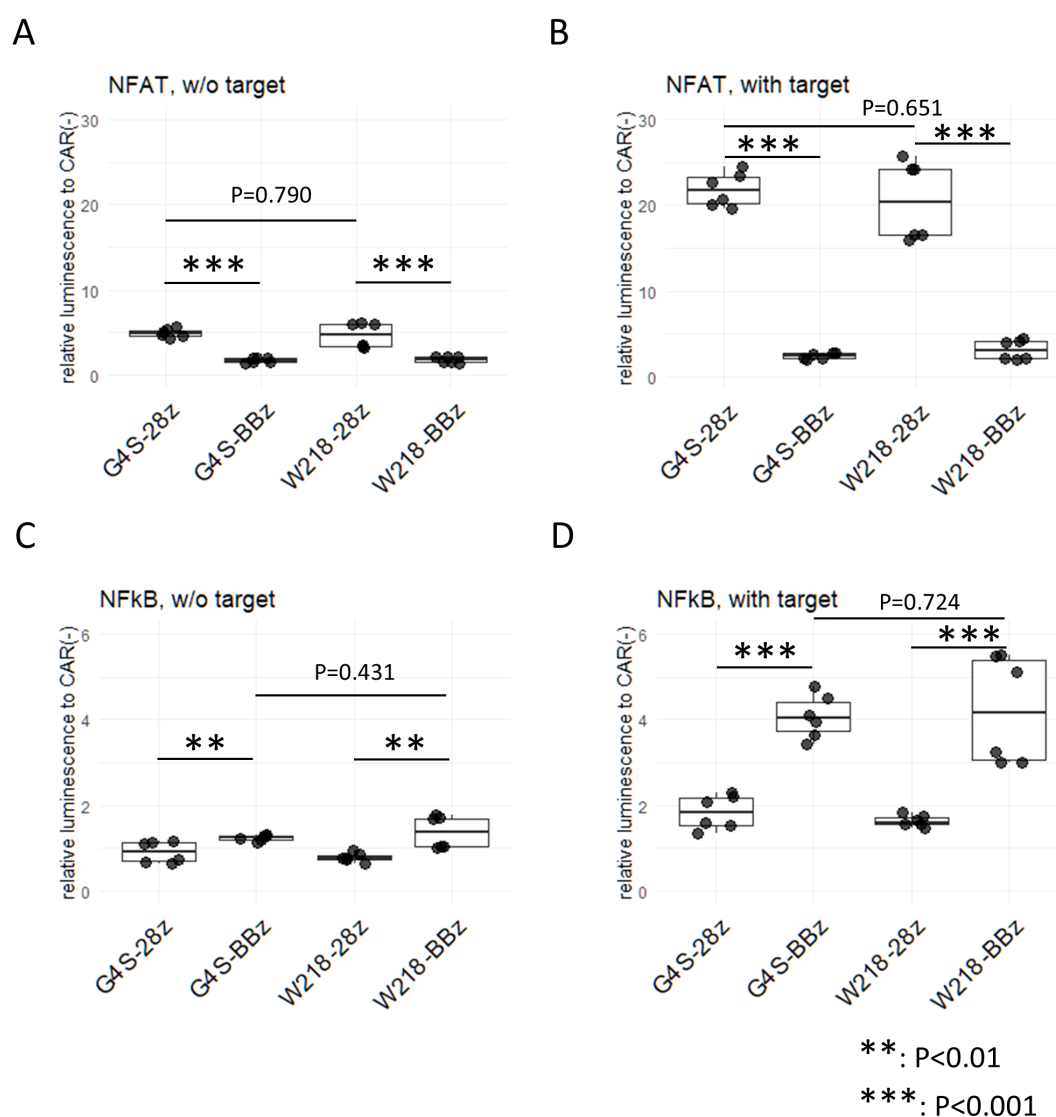 A
NFAT, w/o target
relative luminescence to CAR(-)
30
20
10
0
P=0.790
***
***
G4S-28z
G4S-BBz
W218-28z
W218-BBz
B
NFAT, with target
relative luminescence to CAR(-)
30
20
10
0
P=0.651
***
***
G4S-28z
G4S-BBz
W218-28z
W218-BBz
C
NFkB, w/o target
relative luminescence to CAR(-)
6
4
2
0
P=0.431
**
**
G4S-28z
G4S-BBz
W218-28z
W218-BBz
D
NFkB, with target
relative luminescence to CAR(-)
6
4
2
0
P=0.724
***
***
G4S-28z
G4S-BBz
W218-28z
W218-BBz
**: P<0.01
***: P<0.001